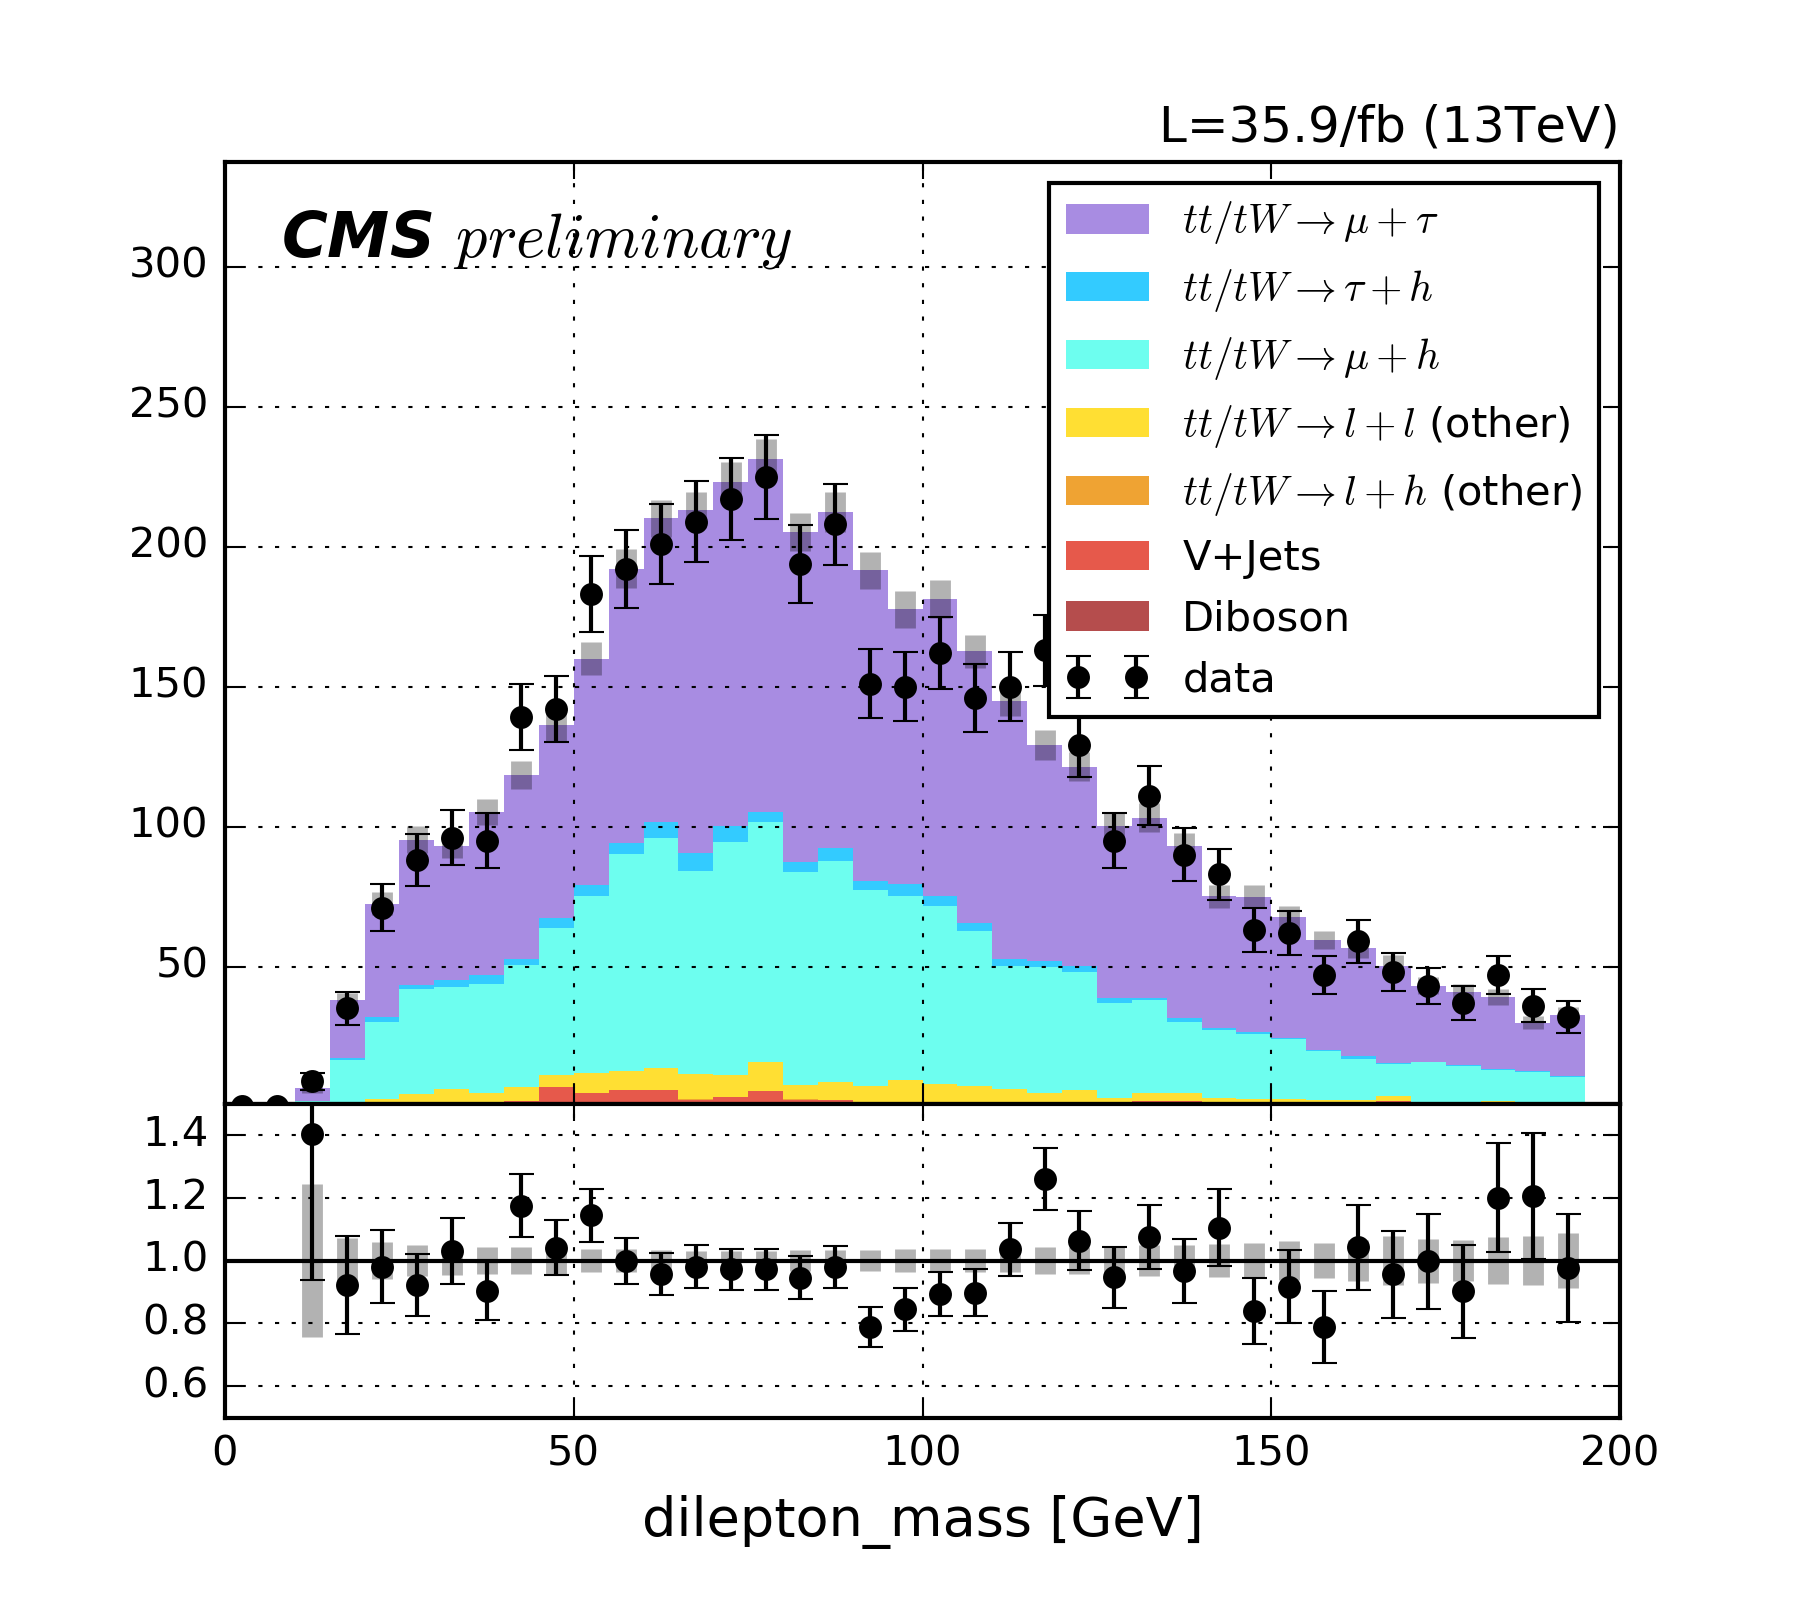 L=35.9/fb (13TeV)
CMS preliminary
300
250
200
150
100
50
tt/tW→μ+τ
tt/tW→τ+h
tt/tW→μ+h
tt/tW→l+l (other)
tt/tW→l+h (other)
V+Jets
Diboson
data
1.4
1.2
1.0
0.8
0.6
0 50 100 150 200
dilepton_mass [GeV]